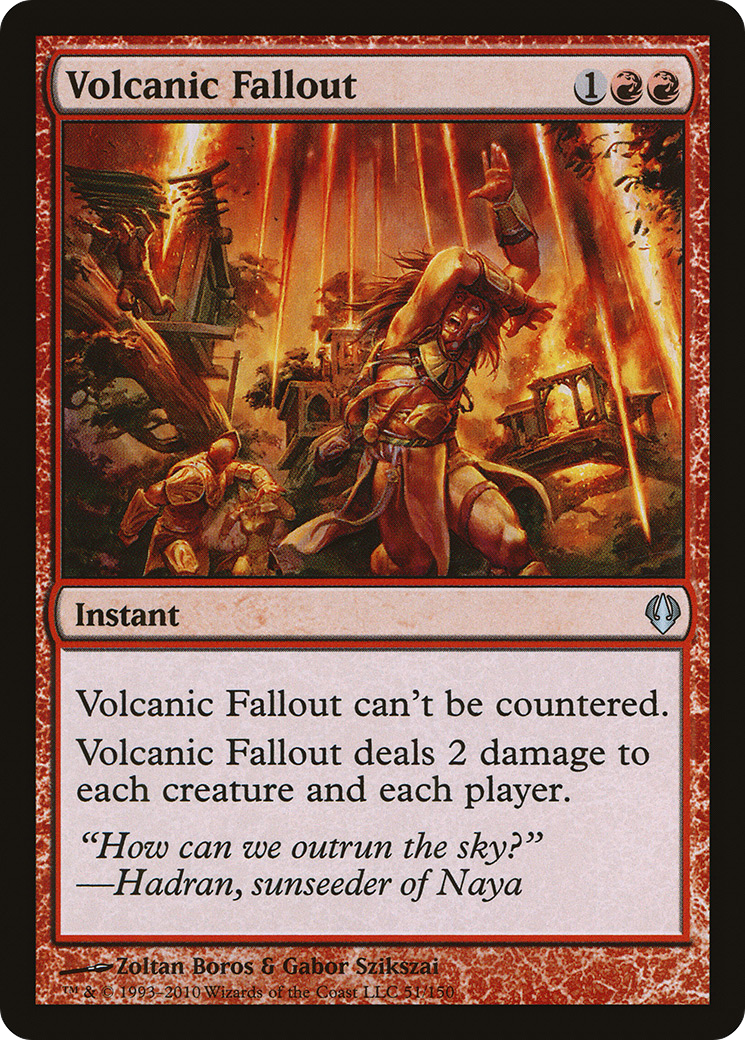 Volcanic Fallout 1
Instant
Volcanic Fallout can't be countered.
Volcanic Fallout deals 2 damage to
each creature and each player.
“How can we outrun the sky?”
—Hadran, sunseeder of Naya
Zoltan Boros & Gabor Szikszai
™ & © 1993–2010 Wizards of the Coast LLC 51/150